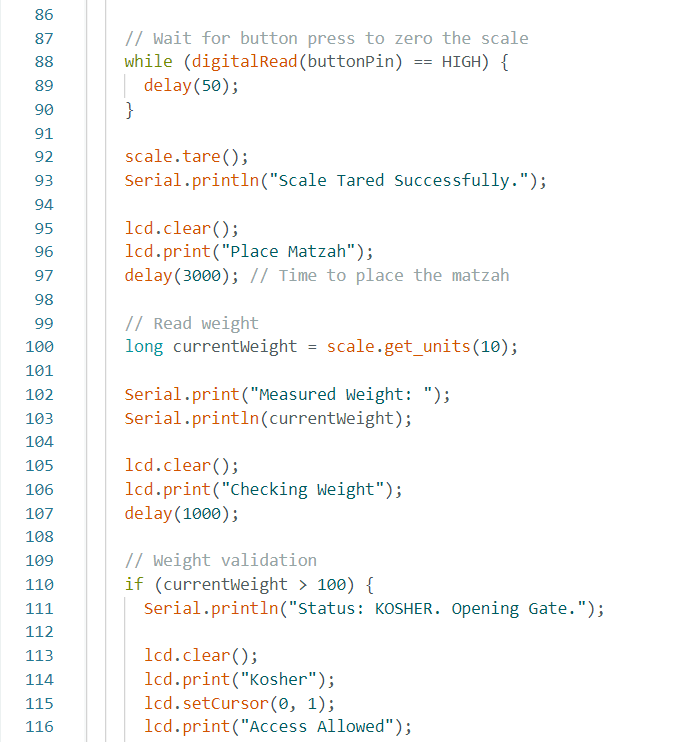 86
87 // Wait for button press to zero the scale
88 while (digitalRead(buttonPin) == HIGH) {
89 delay(50);
90 }
91
92 scale.tare();
93 Serial.println("Scale Tared Successfully.");
94
95 lcd.clear();
96 lcd.print("Place Matzah");
97 delay(3000); // Time to place the matzah
98
99 // Read weight
100 long currentWeight = scale.get_units(10);
101
102 Serial.print("Measured Weight: ");
103 Serial.println(currentWeight);
104
105 lcd.clear();
106 lcd.print("Checking Weight");
107 delay(1000);
108
109 // Weight validation
110 if (currentWeight > 100) {
111 Serial.println("Status: KOSHER. Opening Gate.");
112
113 lcd.clear();
114 lcd.print("Kosher");
115 lcd.setCursor(0, 1);
116 lcd.print("Access Allowed");